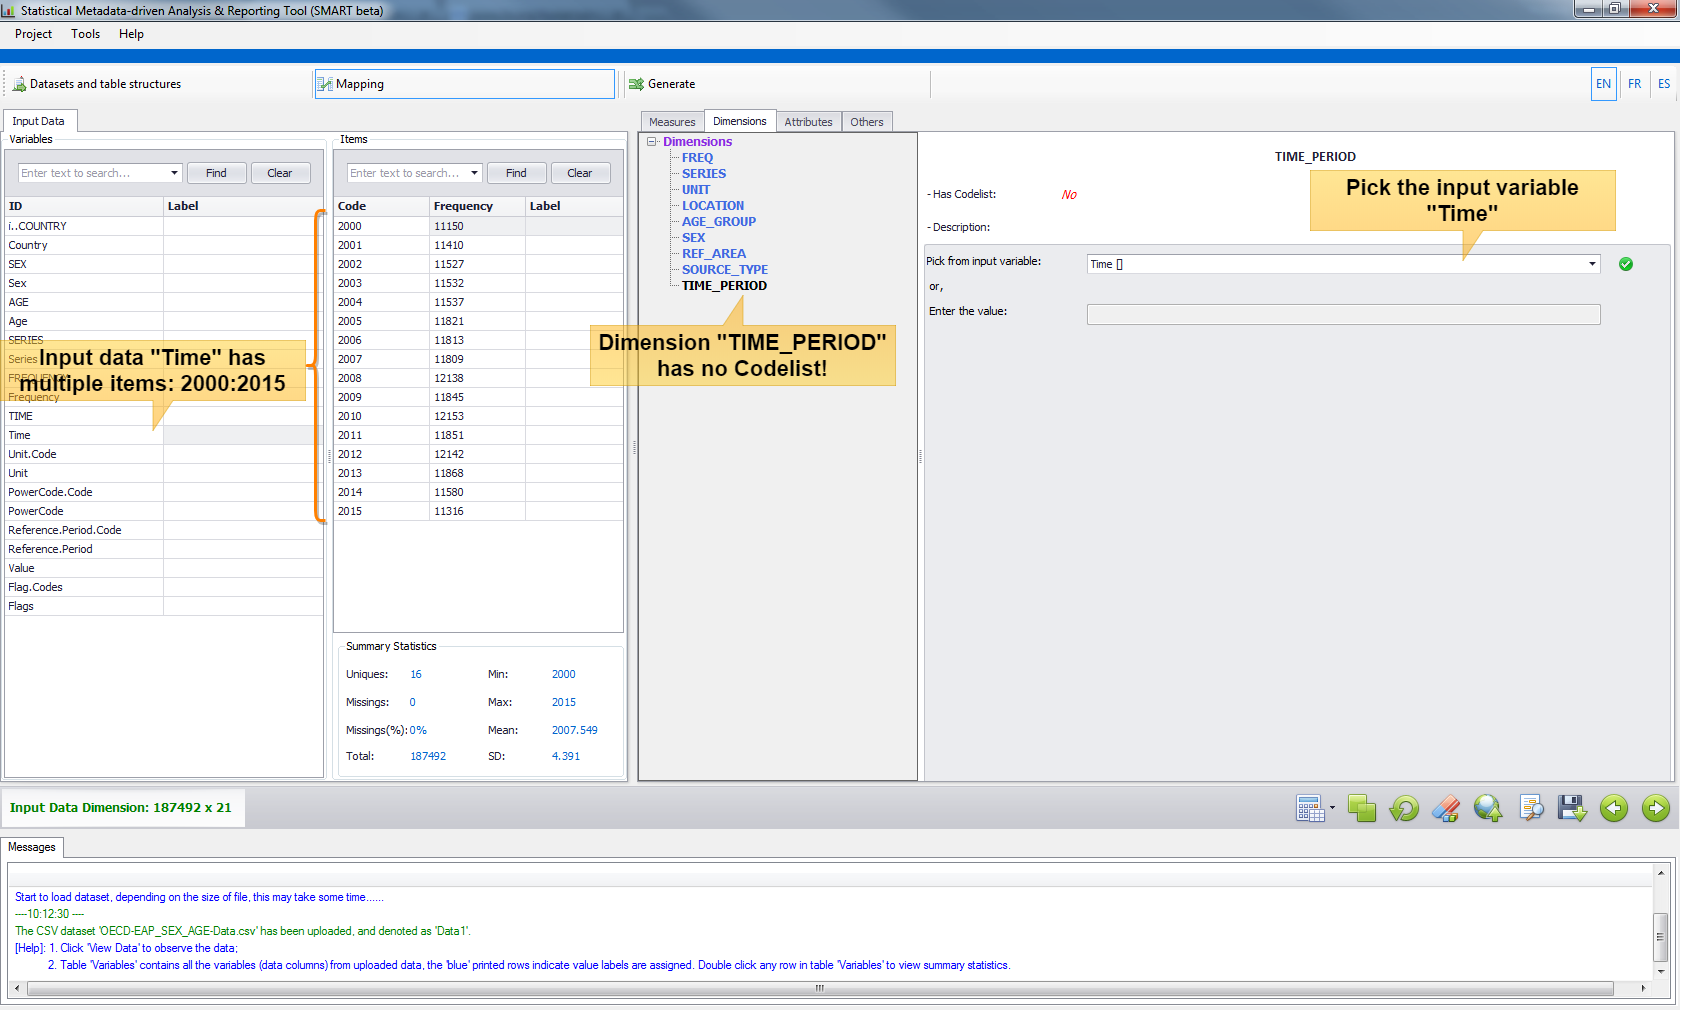 Statistical Metadata-driven Analysis & Reporting Tool (SMART beta)
Project Tools Help
Datasets and table structures
Mapping
Generate
EN FR ES
Input Data
Variables
Enter text to search... Find Clear
ID Label
i..COUNTRY
Country
SEX
Sex
AGE
Age
SERIES
Series
FREQUENCY
Frequency
TIME
Time
Unit.Code
Unit
PowerCode.Code
PowerCode
Reference.Period.Code
Reference.Period
Value
Flag.Codes
Flags
Input data "Time" has
multiple items: 2000:2015
Items
Enter text to search... Find Clear
Code Frequency Label
2000 11150
2001 11410
2002 11527
2003 11532
2004 11537
2005 11821
2006 11813
2007 11809
2008 12138
2009 11845
2010 12153
2011 11851
2012 12142
2013 11868
2014 11580
2015 11316
Summary Statistics
Uniques: 16 Min: 2000
Missings: 0 Max: 2015
Missings(%): 0% Mean: 2007.549
Total: 187492 SD: 4.391
Measures Dimensions Attributes Others
Dimensions
FREQ
SERIES
UNIT
LOCATION
AGE_GROUP
SEX
REF_AREA
SOURCE_TYPE
TIME_PERIOD
Dimension "TIME_PERIOD"
has no Codelist!
TIME_PERIOD
- Has Codelist: No
Pick the input variable
"Time"
- Description:
Pick from input variable: Time []
or,
Enter the value:
Input Data Dimension: 187492 x 21
Messages
Start to load dataset, depending on the size of file, this may take some time......
----10:12:30 ----
The CSV dataset 'OECD-EAP_SEX_AGE-Data.csv' has been uploaded, and denoted as 'Data1'.
[Help]: 1. Click 'View Data' to observe the data;
2. Table 'Variables' contains all the variables (data columns) from uploaded data, the 'blue' printed rows indicate value labels are assigned. Double click any row in table 'Variables' to view summary statistics.